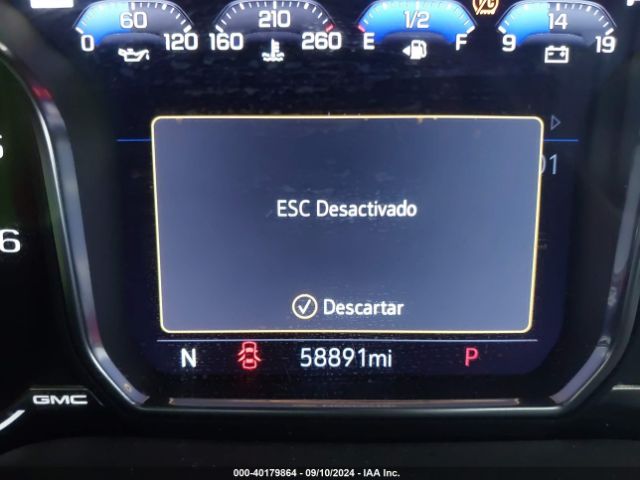 60 210 1/2 14
0 120 160 260 E F 9 19
ESC Desactivado
Descartar
N 58891mi P
GMC
000-40179864 - 09/10/2024 - IAA Inc.